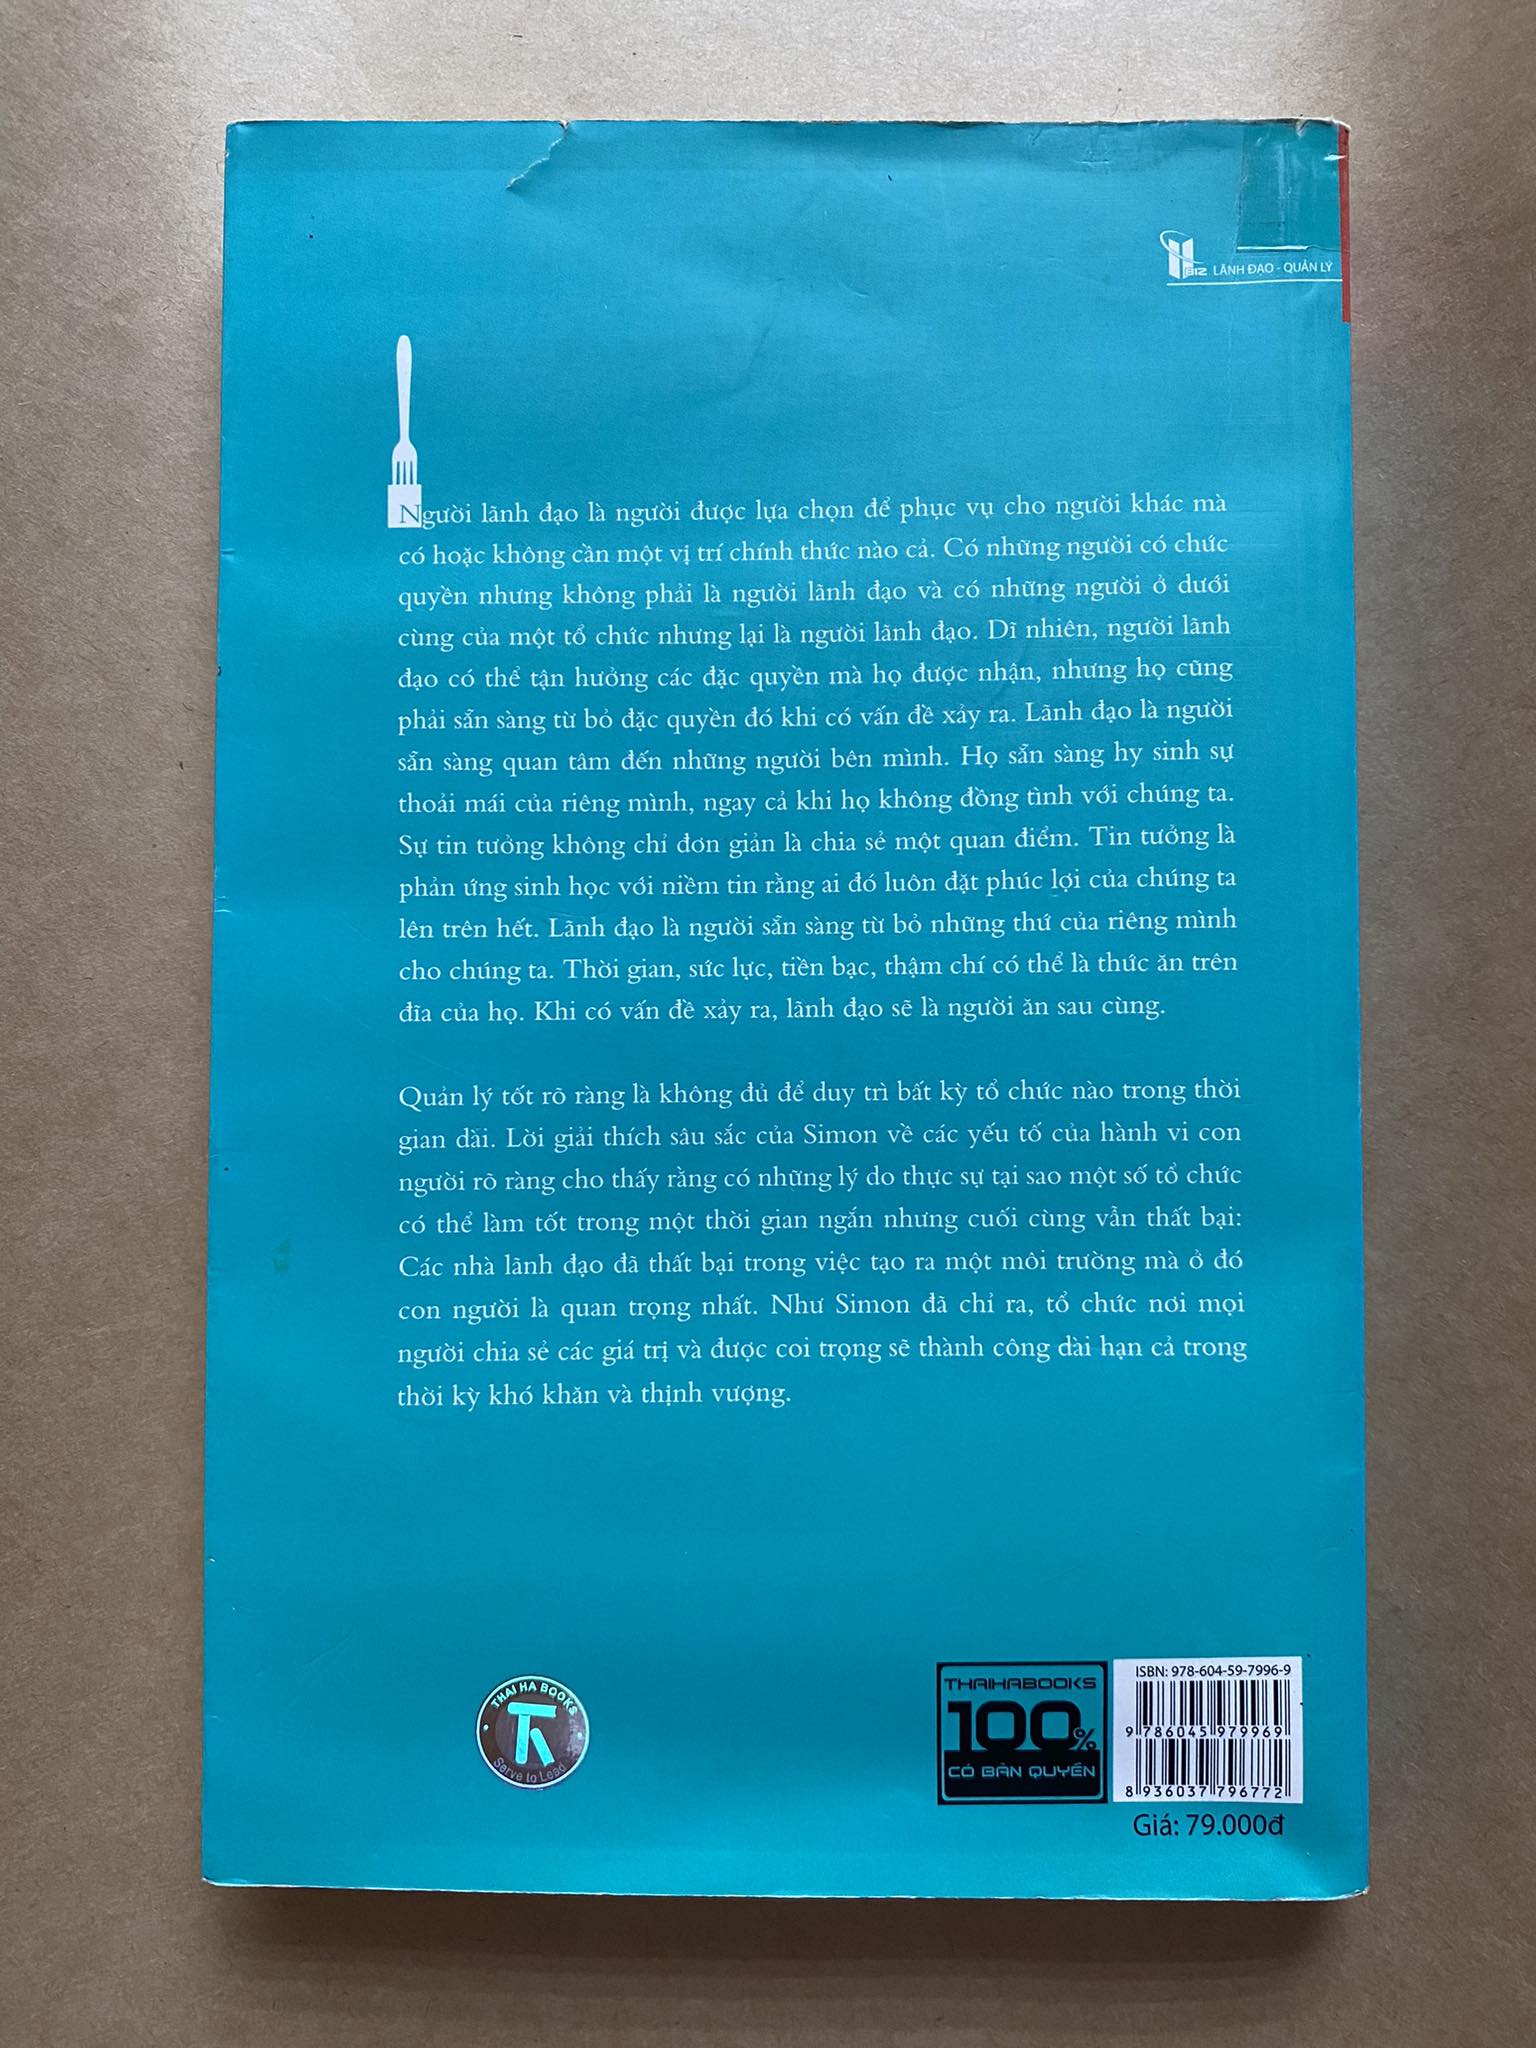 BIZ LÃNH ĐẠO - QUẢN LÝ
Người lãnh đạo là người được lựa chọn để phục vụ cho người khác mà
có hoặc không cần một vị trí chính thức nào cả. Có những người có chức
quyền nhưng không phải là người lãnh đạo và có những người ở dưới
cùng của một tổ chức nhưng lại là người lãnh đạo. Dĩ nhiên, người lãnh
đạo có thể tận hưởng các đặc quyền mà họ được nhận, nhưng họ cũng
phải sẵn sàng từ bỏ đặc quyền đó khi có vấn đề xảy ra. Lãnh đạo là người
sẵn sàng quan tâm đến những người bên mình. Họ sẵn sàng hy sinh sự
thoải mái của riêng mình, ngay cả khi họ không đồng tình với chúng ta.
Sự tin tưởng không chỉ đơn giản là chia sẻ một quan điểm. Tin tưởng là
phản ứng sinh học với niềm tin rằng ai đó luôn đặt phúc lợi của chúng ta
lên trên hết. Lãnh đạo là người sẵn sàng từ bỏ những thứ của riêng mình
cho chúng ta. Thời gian, sức lực, tiền bạc, thậm chí có thể là thức ăn trên
đĩa của họ. Khi có vấn đề xảy ra, lãnh đạo sẽ là người ăn sau cùng.
Quản lý tốt rõ ràng là không đủ để duy trì bất kỳ tổ chức nào trong thời
gian dài. Lời giải thích sâu sắc của Simon về các yếu tố của hành vi con
người rõ ràng cho thấy rằng có những lý do thực sự tại sao một số tổ chức
có thể làm tốt trong một thời gian ngắn nhưng cuối cùng vẫn thất bại:
Các nhà lãnh đạo đã thất bại trong việc tạo ra một môi trường mà ở đó
con người là quan trọng nhất. Như Simon đã chỉ ra, tổ chức nơi mọi
người chia sẻ các giá trị và được coi trọng sẽ thành công dài hạn cả trong
thời kỳ khó khăn và thịnh vượng.
THAI HA BOOKS
Serve to Lead
THAIHABOOKS
100%
CÓ BẢN QUYỀN
ISBN: 978-604-59-7996-9
9 786045 979969
8 936037 796772
Giá: 79.000đ